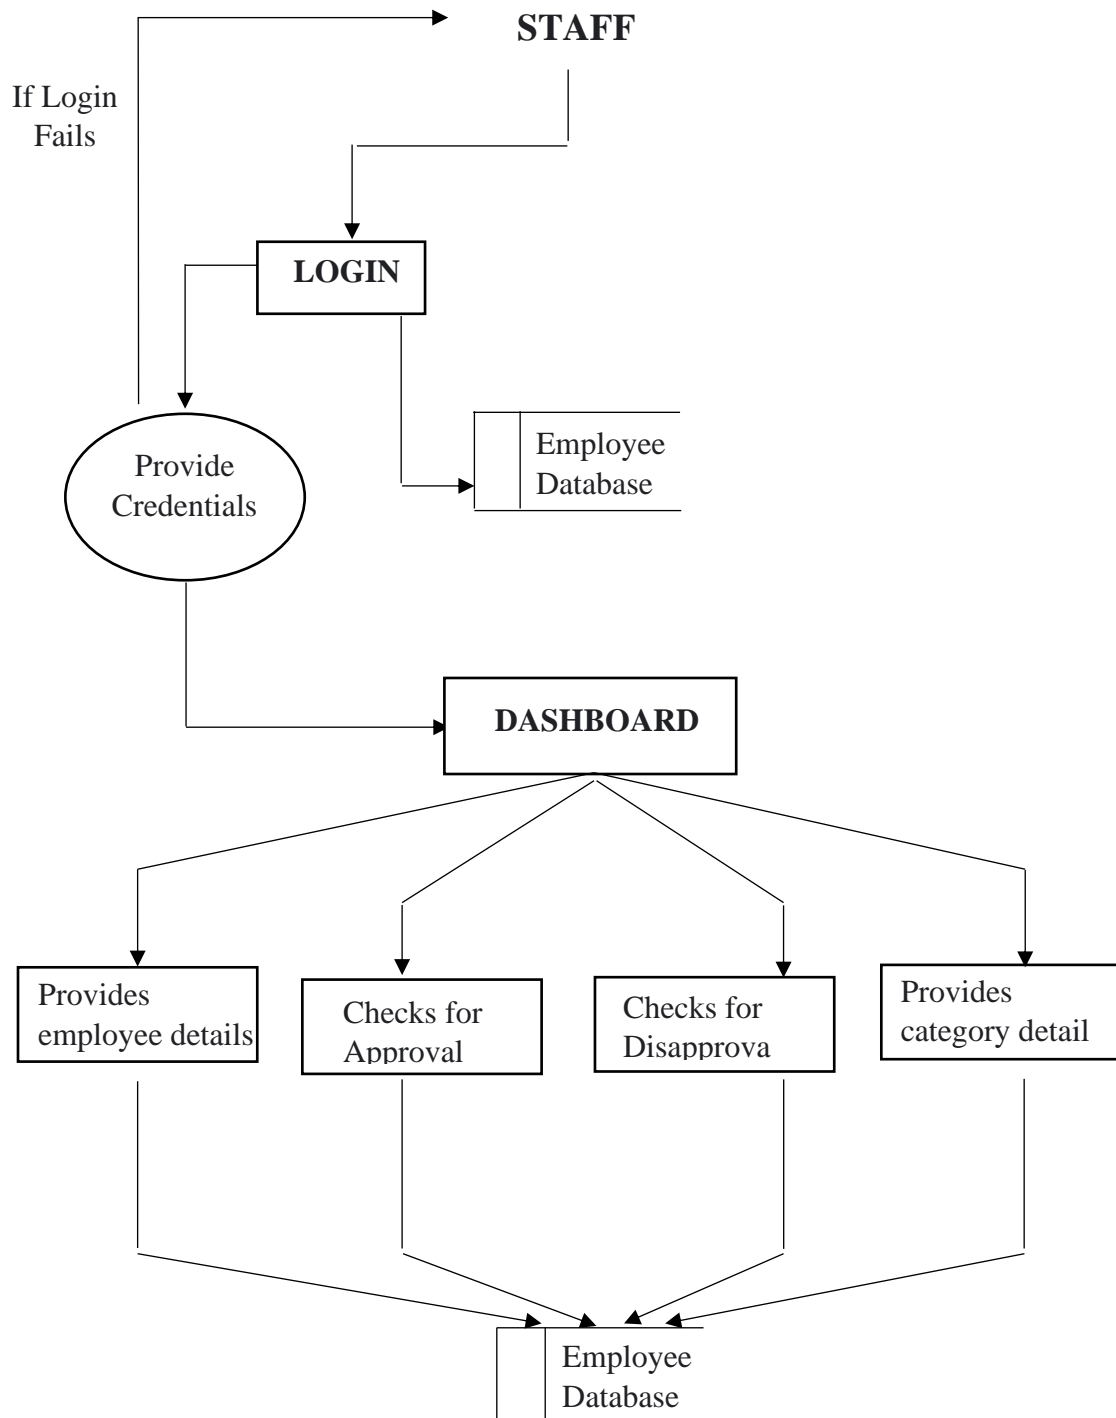 STAFF
If Login
Fails
LOGIN
Provide
Credentials
Employee
Database
DASHBOARD
Provides
employee details
Checks for
Approval
Checks for
Disapprova
Provides
category detail
Employee
Database